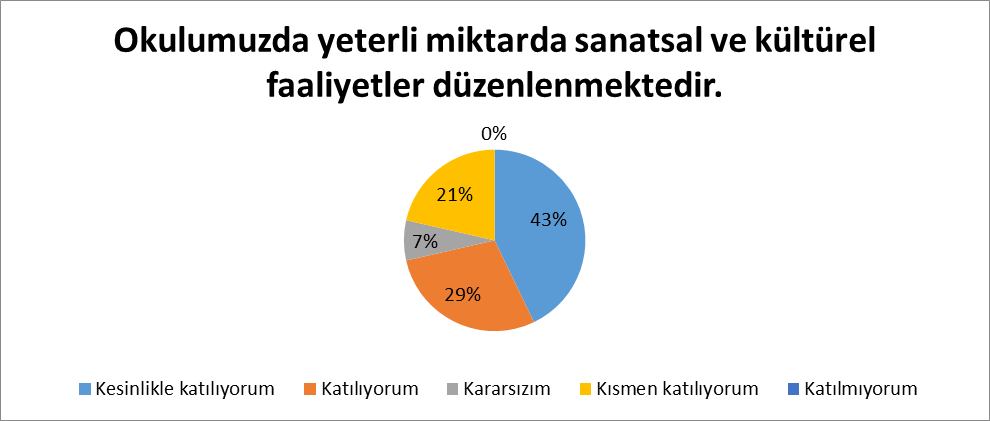 Okulumuzda yeterli miktarda sanatsal ve kültürel
faaliyetler düzenlenmektedir.
0%
21%
43%
7%
29%
Kesinlikle katılıyorum Katılıyorum Kararsızım Kısmen katılıyorum Katılmıyorum